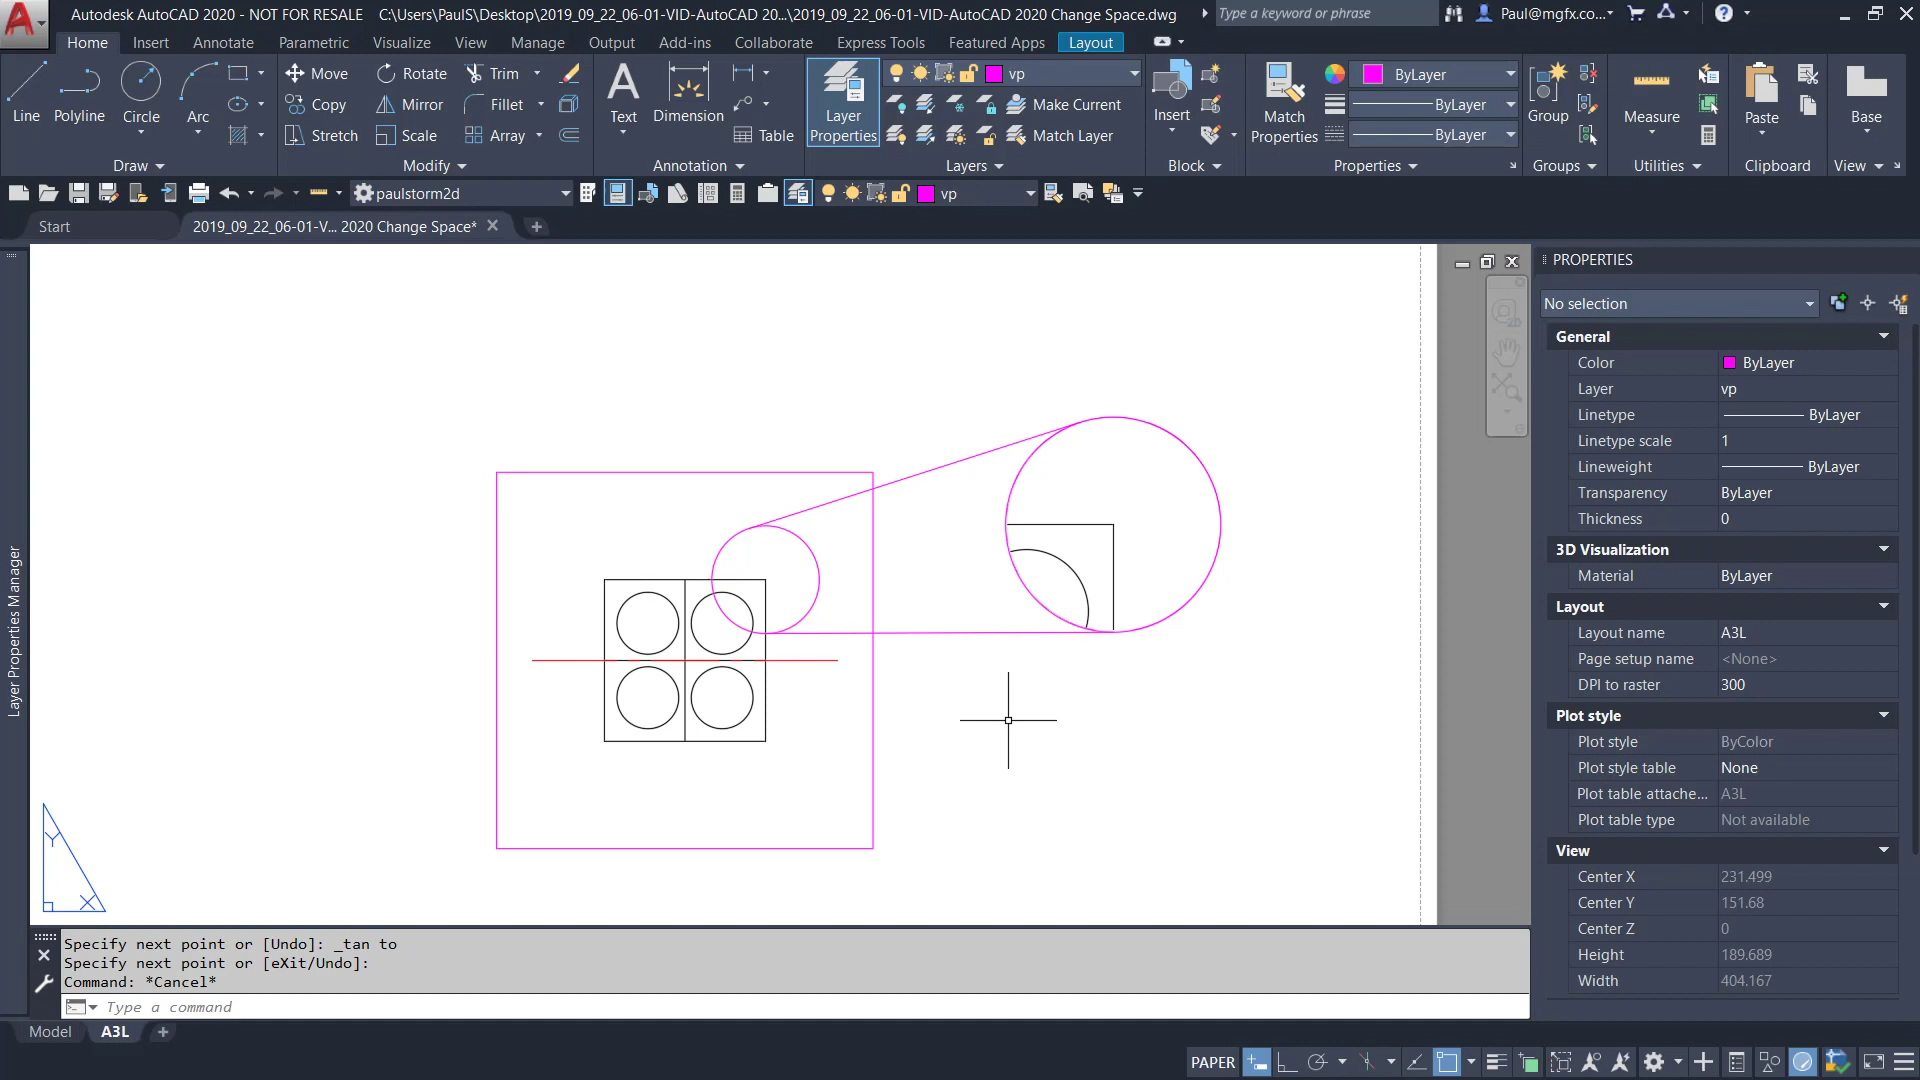 Autodesk AutoCAD 2020 - NOT FOR RESALE C:\Users\PaulS\Desktop\2019_09_22_06-01-VID-AutoCAD 20...\2019_09_22_06-01-VID-AutoCAD 2020 Change Space.dwg Type a keyword or phrase Paul@mgfx.co...
Home Insert Annotate Parametric Visualize View Manage Output Add-ins Collaborate Express Tools Featured Apps Layout
Line Polyline Circle Arc
Move Rotate Trim
Copy Mirror Fillet
Stretch Scale Array
Text Dimension Table
Layer Properties
vp
Make Current
Match Layer
Insert
Match Properties
ByLayer
ByLayer
ByLayer
Group
Measure
Paste
Base
Draw Modify Annotation Layers Block Properties Groups Utilities Clipboard View
paulstorm2d vp
Start 2019_09_22_06-01-V... 2020 Change Space*
Layer Properties Manager
Y
X
PROPERTIES
No selection
General
Color ByLayer
Layer vp
Linetype ByLayer
Linetype scale 1
Lineweight ByLayer
Transparency ByLayer
Thickness 0
3D Visualization
Material ByLayer
Layout
Layout name A3L
Page setup name <None>
DPI to raster 300
Plot style
Plot style ByColor
Plot style table None
Plot table attache... A3L
Plot table type Not available
View
Center X 231.499
Center Y 151.68
Center Z 0
Height 189.689
Width 404.167
Specify next point or [Undo]: _tan to
Specify next point or [eXit/Undo]:
Command: *Cancel*
Type a command
Model A3L
PAPER